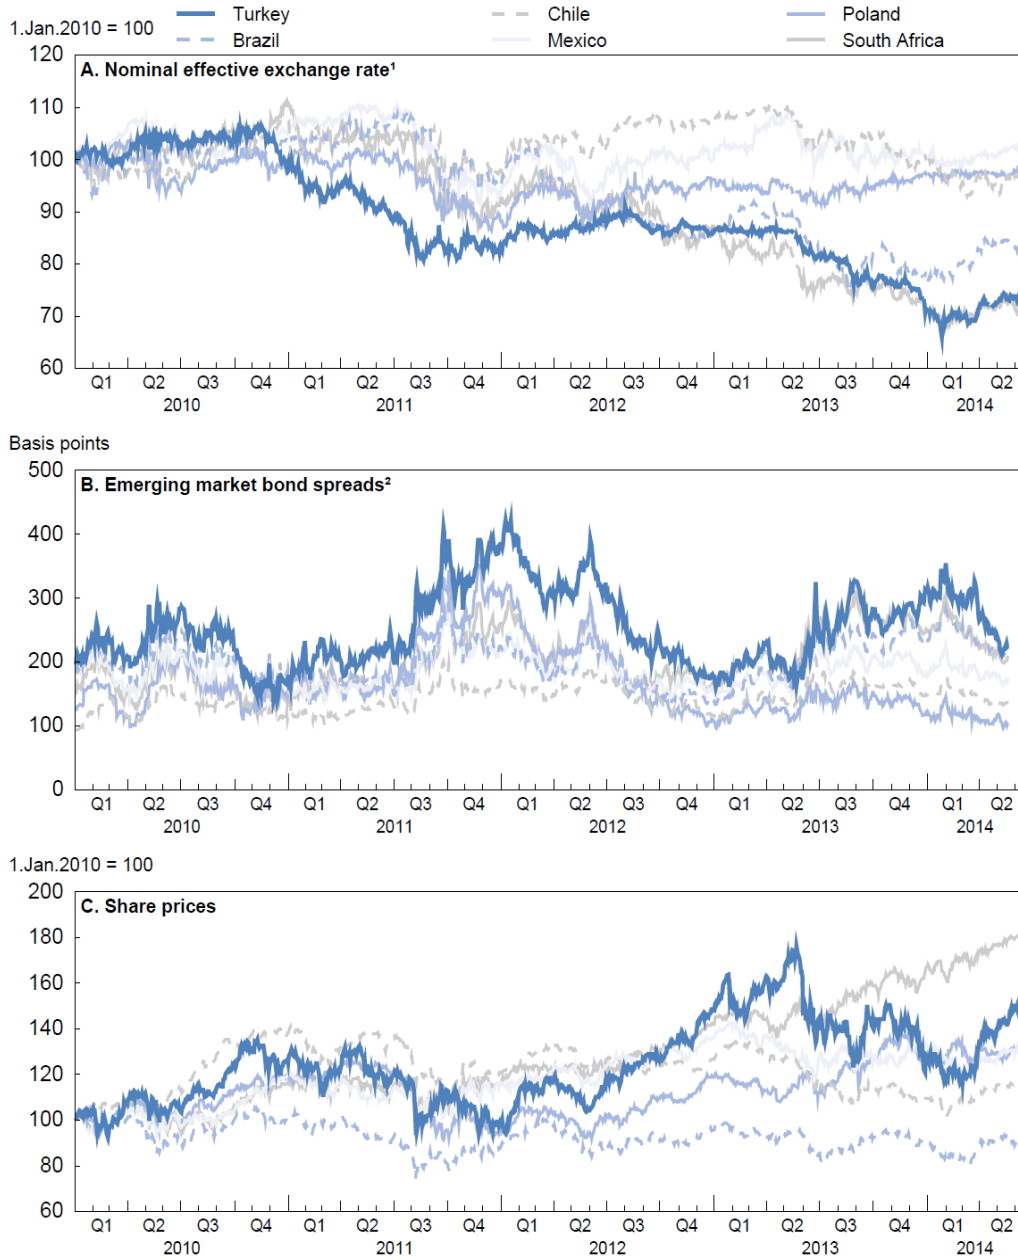 Turkey Chile Poland
1.Jan.2010 = 100 Brazil Mexico South Africa
120
A. Nominal effective exchange rate¹
110
100
90
80
70
60
Q1 Q2 Q3 Q4 Q1 Q2 Q3 Q4 Q1 Q2 Q3 Q4 Q1 Q2 Q3 Q4 Q1 Q2
2010 2011 2012 2013 2014
Basis points
500
B. Emerging market bond spreads²
400
300
200
100
0
Q1 Q2 Q3 Q4 Q1 Q2 Q3 Q4 Q1 Q2 Q3 Q4 Q1 Q2 Q3 Q4 Q1 Q2
2010 2011 2012 2013 2014
1.Jan.2010 = 100
200
C. Share prices
180
160
140
120
100
80
60
Q1 Q2 Q3 Q4 Q1 Q2 Q3 Q4 Q1 Q2 Q3 Q4 Q1 Q2 Q3 Q4 Q1 Q2
2010 2011 2012 2013 2014